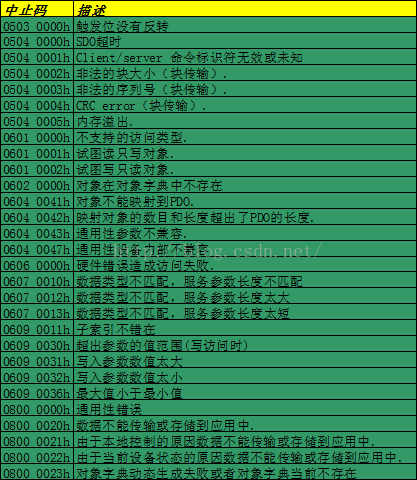 中止码 描述
0503 0000h 触发位没有反转
0504 0000h SDO超时
0504 0001h Client/server 命令标识符无效或未知
0504 0002h 非法的块大小（块传输）.
0504 0003h 非法的序列号（块传输）.
0504 0004h CRC error（块传输）.
0504 0005h 内存溢出.
0601 0000h 不支持的访问类型.
0601 0001h 试图读只写对象.
0601 0002h 试图写只读对象.
0602 0000h 对象在对象字典中不存在
0604 0041h 对象不能映射到PDO.
0604 0042h 映射对象的数目和长度超出了PDO的长度.
0604 0043h 通用性参数不兼容.
0604 0047h 通用性设备内部不兼容
0606 0000h 硬件错误造成访问失败.
0607 0010h 数据类型不匹配，服务参数长度不匹配
0607 0012h 数据类型不匹配，服务参数长度太大
0607 0013h 数据类型不匹配，服务参数长度太短
0609 0011h 子索引不错在
0609 0030h 超出参数的值范围(写访问时)
0609 0031h 写入参数数值太大
0609 0032h 写入参数数值太小
0609 0036h 最大值小于最小值
0800 0000h 通用性错误
0800 0020h 数据不能传输或存储到应用中.
0800 0021h 由于本地控制的原因数据不能传输或存储到应用中.
0800 0022h 由于当前设备状态的原因数据不能传输或存储到应用中.
0800 0023h 对象字典动态生成失败或者对象字典当前不存在